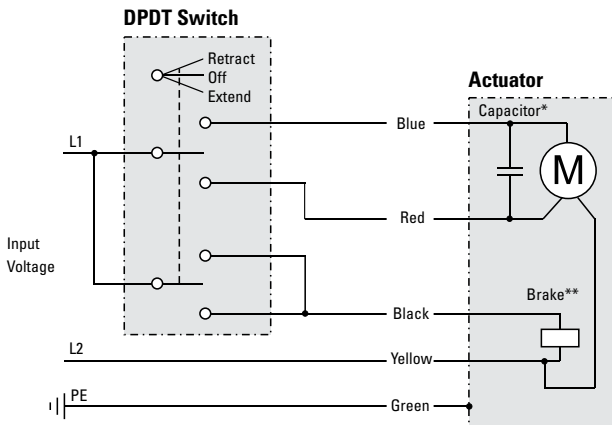 DPDT Switch
Retract
Off
Extend
Actuator
Capacitor*
Blue
L1
M
Red
Input
Voltage
Brake**
Black
L2
Yellow
PE
Green